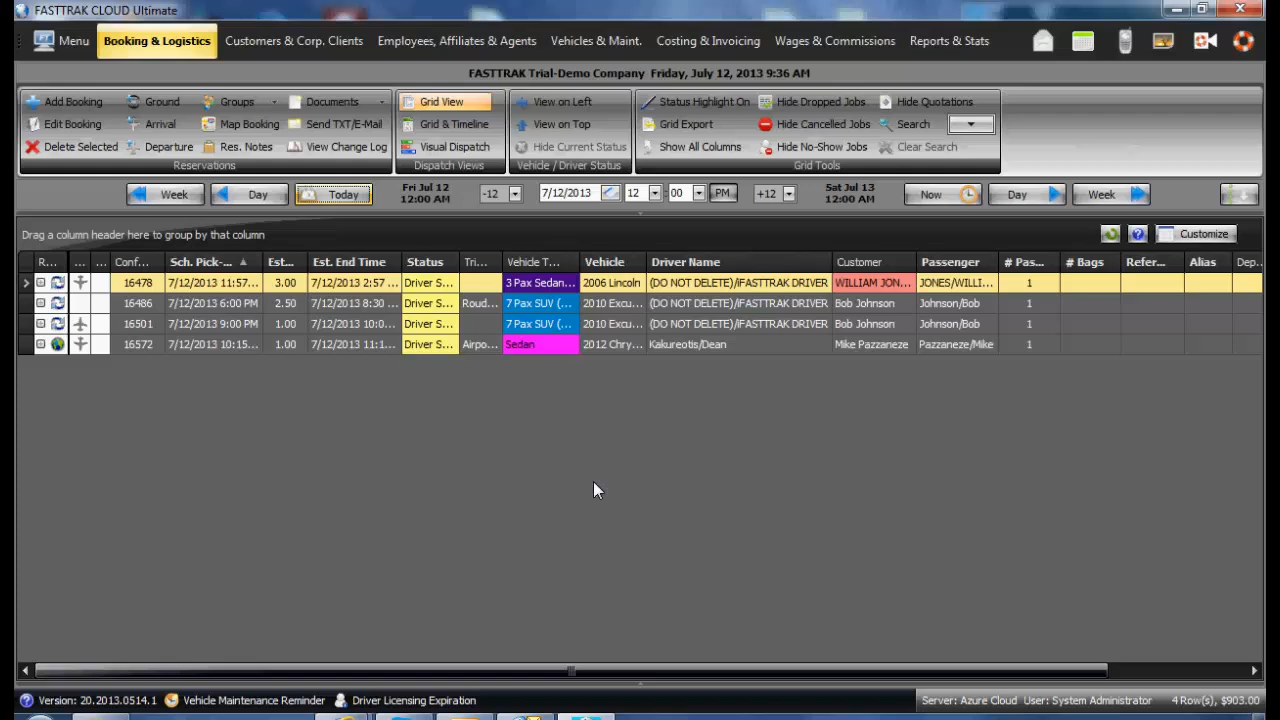 FASTTRAK CLOUD Ultimate
Menu Booking & Logistics Customers & Corp. Clients Employees, Affiliates & Agents Vehicles & Maint. Costing & Invoicing Wages & Commissions Reports & Stats
FASTTRAK Trial-Demo Company Friday, July 12, 2013 9:36 AM
Add Booking Ground Groups Documents Grid View View on Left Status Highlight On Hide Dropped Jobs Hide Quotations
Edit Booking Arrival Map Booking Send TXT/E-Mail Grid & Timeline View on Top Grid Export Hide Cancelled Jobs Search
Delete Selected Departure Res. Notes View Change Log Visual Dispatch Hide Current Status Show All Columns Hide No-Show Jobs Clear Search
Reservations Dispatch Views Vehicle / Driver Status Grid Tools
Week Day Today Fri Jul 12 12:00 AM -12 7/12/2013 12 : 00 PM +12 Sat Jul 13 12:00 AM Now Day Week
Drag a column header here to group by that column Customize
R... ... ... Conf... Sch. Pick-... Est... Est. End Time Status Tri... Vehicle T... Vehicle Driver Name Customer Passenger # Pas... # Bags Refer... Alias Dep...
16478 7/12/2013 11:57... 3.00 7/12/2013 2:57 ... Driver S... 3 Pax Sedan... 2006 Lincoln (DO NOT DELETE)/FASTTRAK DRIVER WILLIAM JON... JONES/WILLI... 1
16486 7/12/2013 6:00 PM 2.50 7/12/2013 8:30 ... Driver S... Roud... 7 Pax SUV (... 2010 Excu... (DO NOT DELETE)/FASTTRAK DRIVER Bob Johnson Johnson/Bob 1
16501 7/12/2013 9:00 PM 1.00 7/12/2013 10:0... Driver S... 7 Pax SUV (... 2010 Excu... (DO NOT DELETE)/FASTTRAK DRIVER Bob Johnson Johnson/Bob 1
16572 7/12/2013 10:15... 1.00 7/12/2013 11:1... Driver S... Airpo... Sedan 2012 Chry... Kakureotis/Dean Mike Pazzaneze Pazzaneze/Mike 1
Version: 20.2013.0514.1 Vehicle Maintenance Reminder Driver Licensing Expiration Server: Azure Cloud User: System Administrator 4 Row(s), $903.00